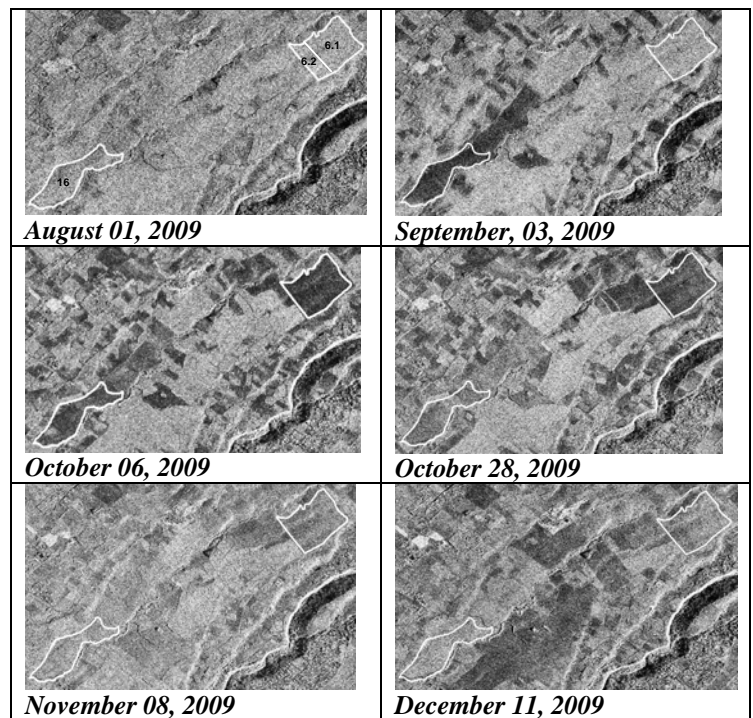 6.1
6.2
16
August 01, 2009
September, 03, 2009
October 06, 2009
October 28, 2009
November 08, 2009
December 11, 2009